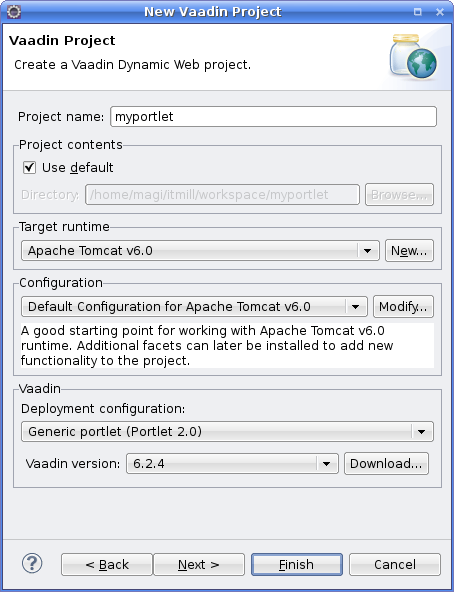 New Vaadin Project
Vaadin Project
Create a Vaadin Dynamic Web project.
Project name: myportlet
Project contents
Use default
Directory: /home/magi/itmill/workspace/myportlet Browse...
Target runtime
Apache Tomcat v6.0 New...
Configuration
Default Configuration for Apache Tomcat v6.0 Modify...
A good starting point for working with Apache Tomcat v6.0
runtime. Additional facets can later be installed to add new
functionality to the project.
Vaadin
Deployment configuration:
Generic portlet (Portlet 2.0)
Vaadin version: 6.2.4 Download...
? < Back Next > Finish Cancel